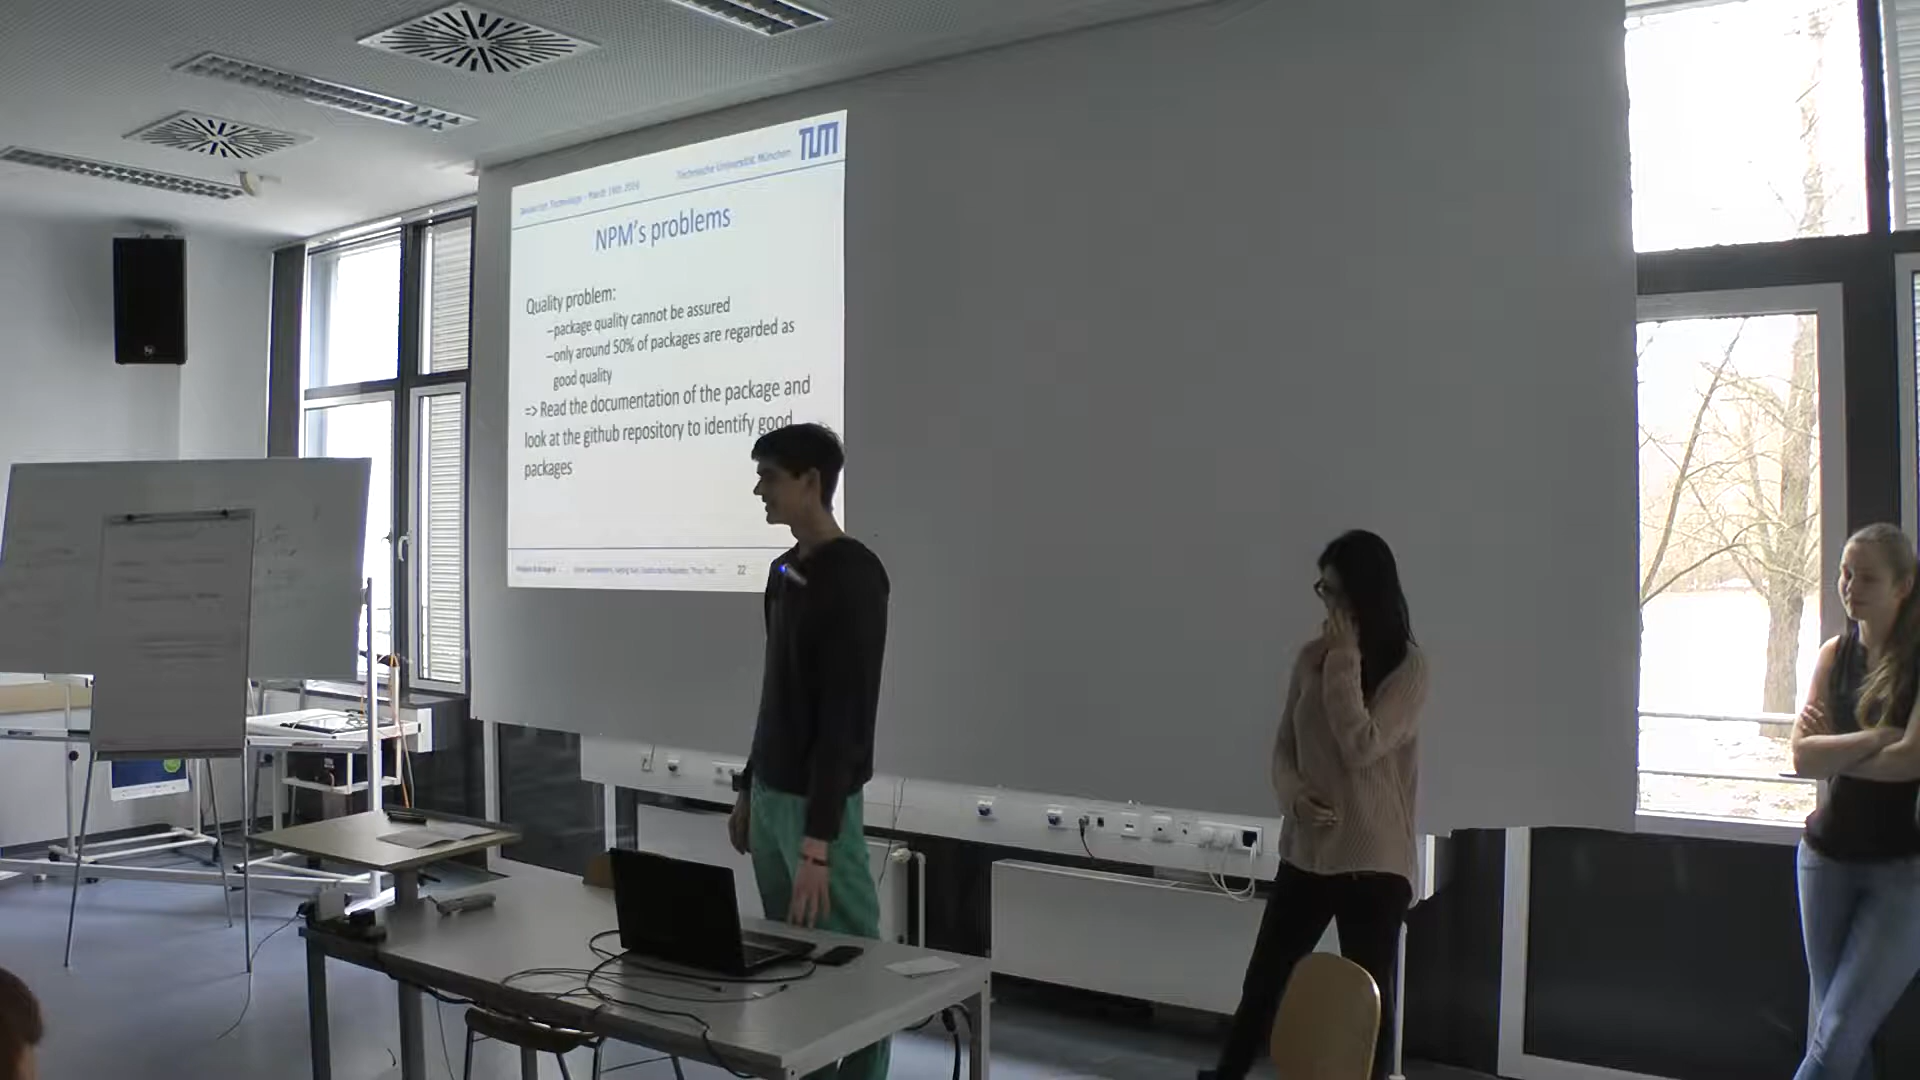 JavaScript Technology - March 14th 2016
Technische Universität München
TUM
NPM's problems
Quality problem:
–package quality cannot be assured
–only around 50% of packages are regarded as
good quality
=> Read the documentation of the package and
look at the github repository to identify good
packages
22